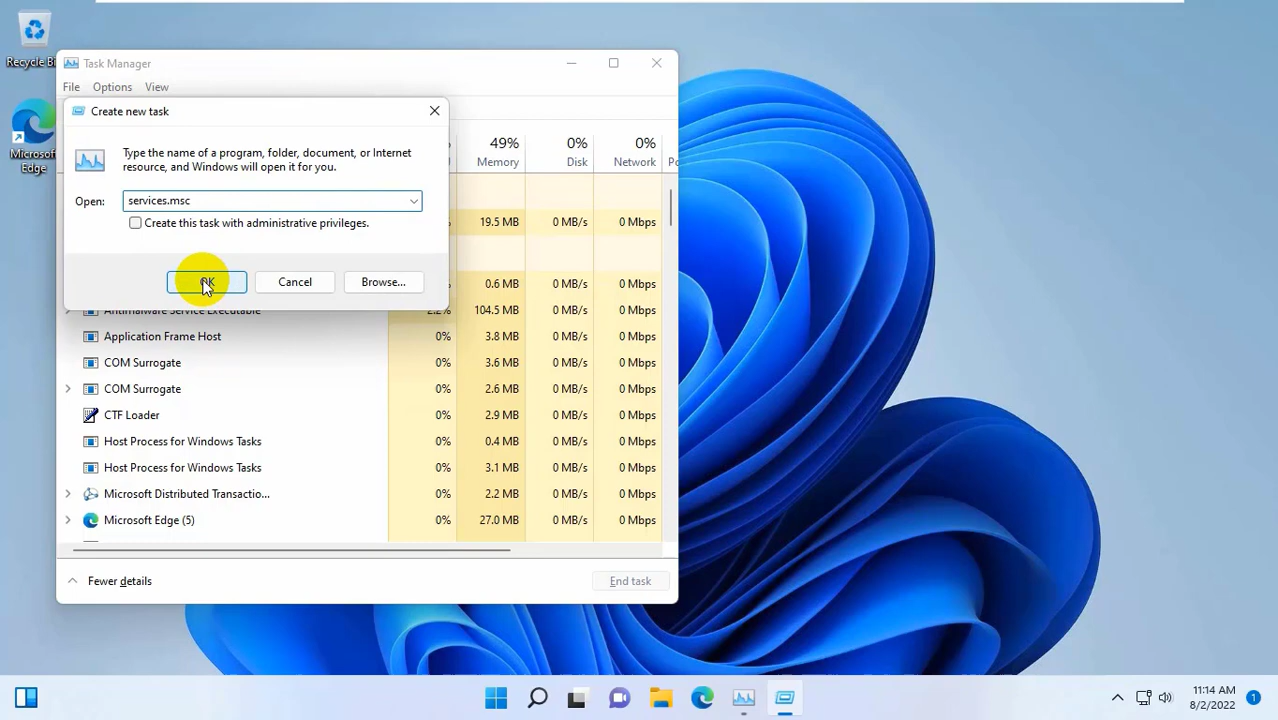 Recycle Bi
Microsoft
Edge
Task Manager
File Options View
Create new task
Type the name of a program, folder, document, or Internet
resource, and Windows will open it for you.
Open: services.msc
Create this task with administrative privileges.
OK Cancel Browse...
49% 0% 0%
Memory Disk Network
19.5 MB 0 MB/s 0 Mbps
0.6 MB 0 MB/s 0 Mbps
Antimalware Service Executable 2.2% 104.5 MB 0 MB/s 0 Mbps
Application Frame Host 0% 3.8 MB 0 MB/s 0 Mbps
COM Surrogate 0% 3.6 MB 0 MB/s 0 Mbps
COM Surrogate 0% 2.6 MB 0 MB/s 0 Mbps
CTF Loader 0% 2.9 MB 0 MB/s 0 Mbps
Host Process for Windows Tasks 0% 0.4 MB 0 MB/s 0 Mbps
Host Process for Windows Tasks 0% 3.1 MB 0 MB/s 0 Mbps
Microsoft Distributed Transactio... 0% 2.2 MB 0 MB/s 0 Mbps
Microsoft Edge (5) 0% 27.0 MB 0 MB/s 0 Mbps
Fewer details End task
11:14 AM
8/2/2022
1